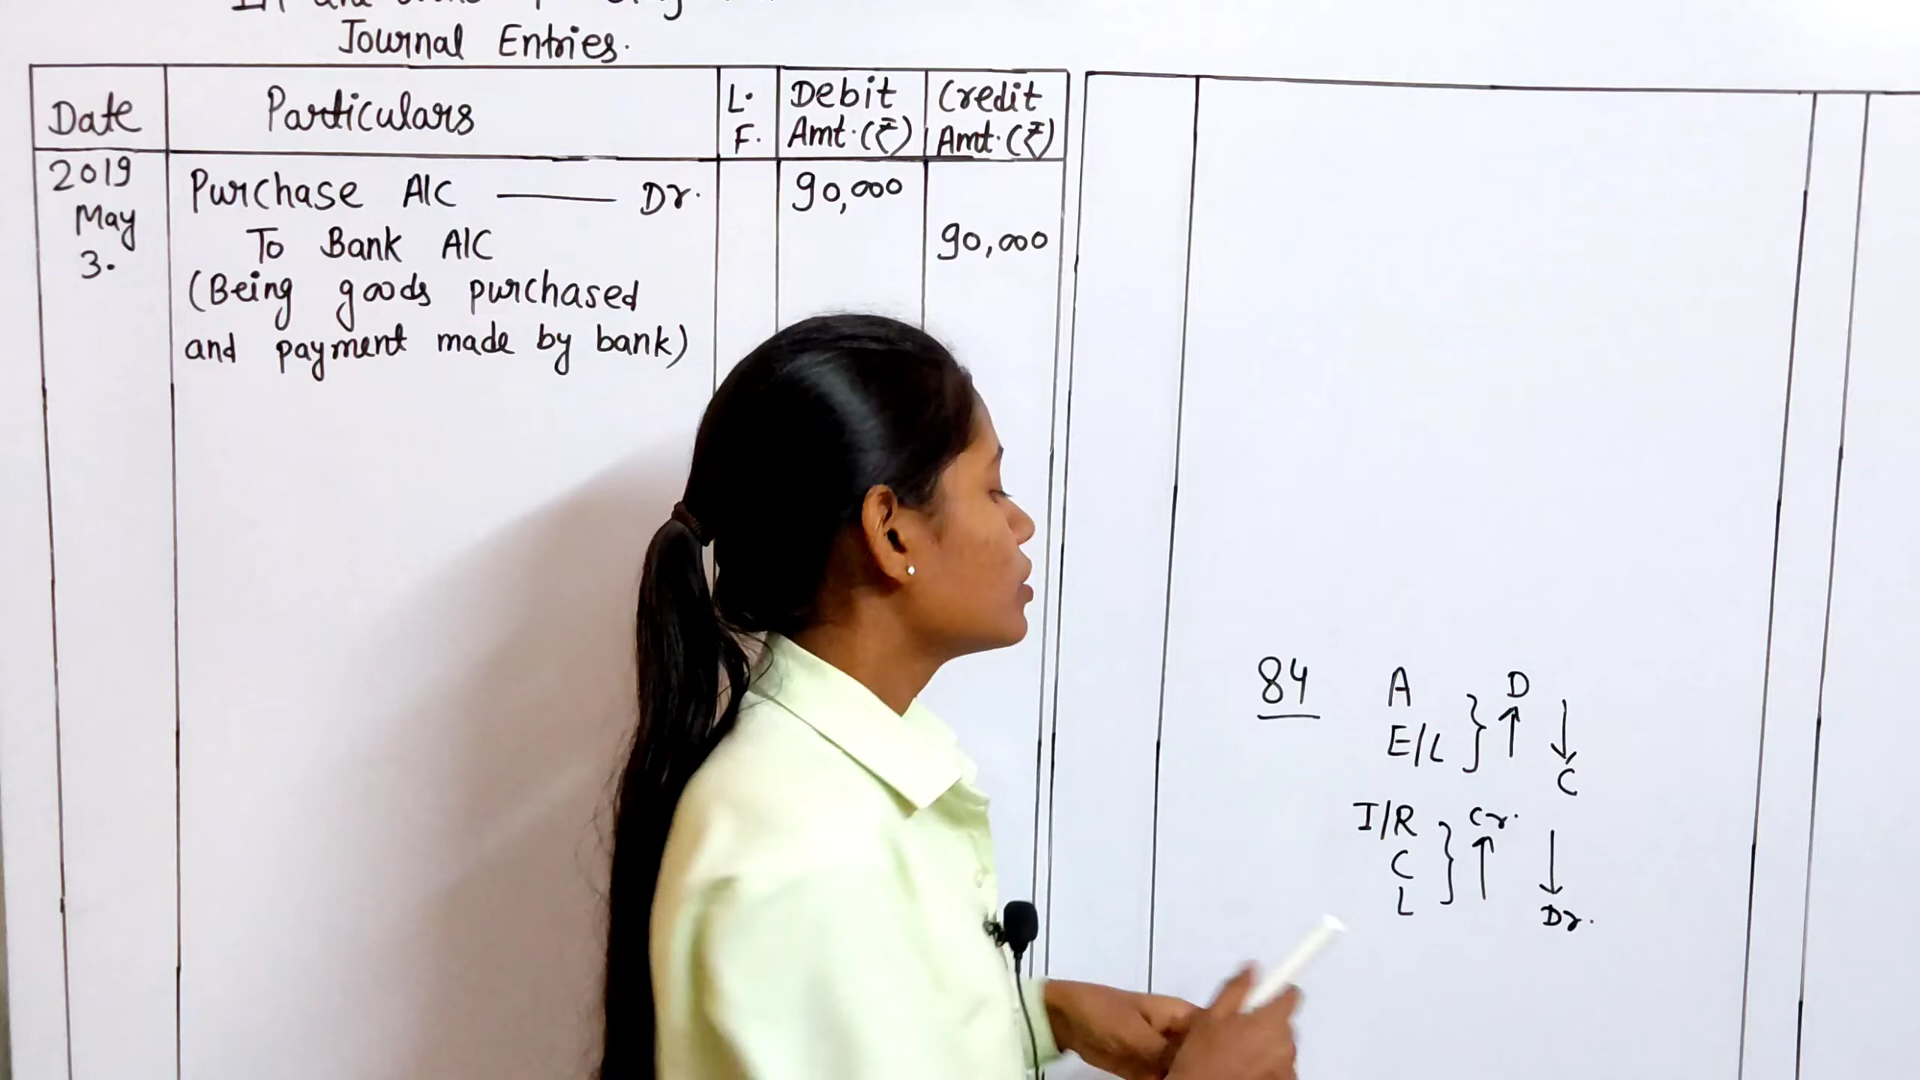 Journal Entries.
Date Particulars L. F. Debit Amt.(₹) Credit Amt.(₹)
2019 May 3.
Purchase A/C ——— Dr. 90,000
To Bank A/C 90,000
(Being goods purchased
and payment made by bank)
84 A D ↑ ↓
E/L } C
I/R Cr. ↑ ↓
C }
L Dr.